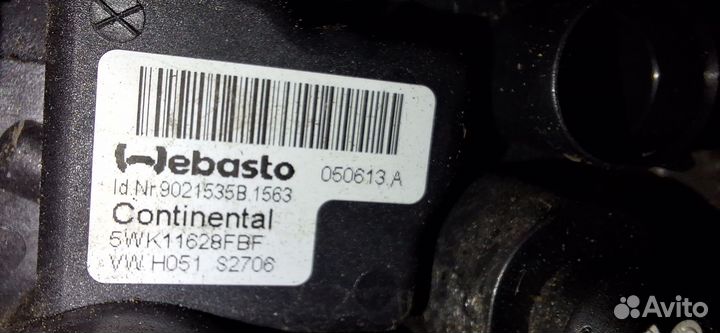 Webasto 050613.A
Id.Nr.9021535B.1563
Continental
5WK11628FBF
VW.H051 S2706
Avito